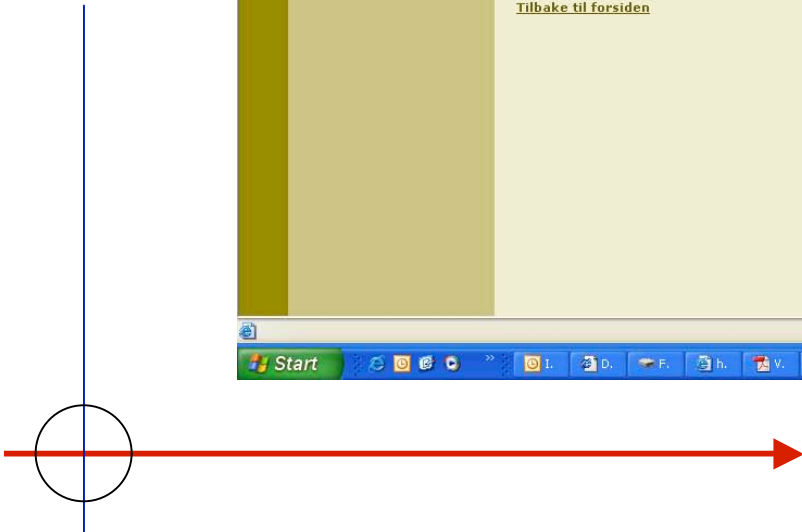 Tilbake til forsiden
Start » I. D. F. h. V.